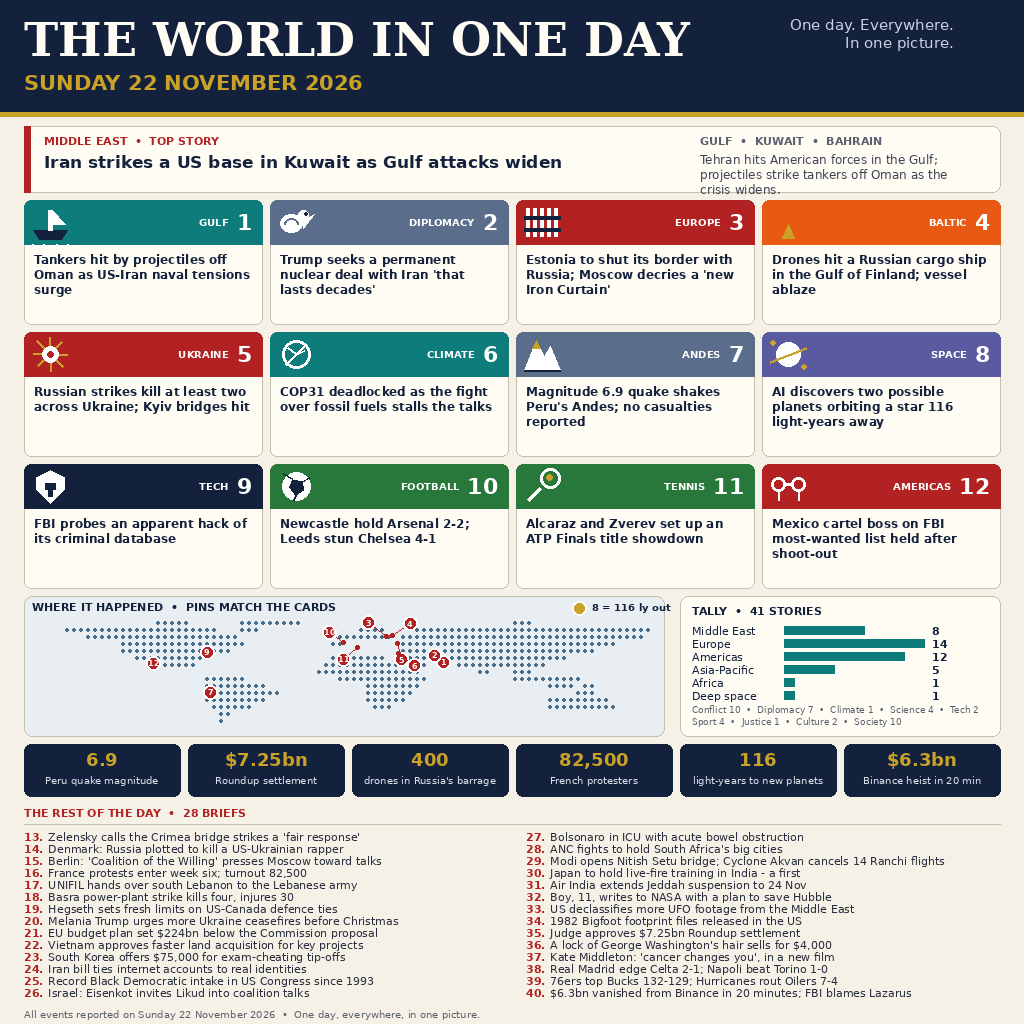 THE WORLD IN ONE DAY
One day. Everywhere.
In one picture.
SUNDAY 22 NOVEMBER 2026
MIDDLE EAST • TOP STORY
Iran strikes a US base in Kuwait as Gulf attacks widen
GULF • KUWAIT • BAHRAIN
Tehran hits American forces in the Gulf;
projectiles strike tankers off Oman as the
crisis widens.
GULF 1
Tankers hit by projectiles off
Oman as US-Iran naval tensions
surge
DIPLOMACY 2
Trump seeks a permanent
nuclear deal with Iran 'that
lasts decades'
EUROPE 3
Estonia to shut its border with
Russia; Moscow decries a 'new
Iron Curtain'
BALTIC 4
Drones hit a Russian cargo ship
in the Gulf of Finland; vessel
ablaze
UKRAINE 5
Russian strikes kill at least two
across Ukraine; Kyiv bridges hit
CLIMATE 6
COP31 deadlocked as the fight
over fossil fuels stalls the talks
ANDES 7
Magnitude 6.9 quake shakes
Peru's Andes; no casualties
reported
SPACE 8
AI discovers two possible
planets orbiting a star 116
light-years away
TECH 9
FBI probes an apparent hack of
its criminal database
FOOTBALL 10
Newcastle hold Arsenal 2-2;
Leeds stun Chelsea 4-1
TENNIS 11
Alcaraz and Zverev set up an
ATP Finals title showdown
AMERICAS 12
Mexico cartel boss on FBI
most-wanted list held after
shoot-out
WHERE IT HAPPENED • PINS MATCH THE CARDS
8 = 116 ly out
3
4
10
9
2
12
11
5
1
6
7
TALLY • 41 STORIES
Middle East 8
Europe 14
Americas 12
Asia-Pacific 5
Africa 1
Deep space 1
Conflict 10 • Diplomacy 7 • Climate 1 • Science 4 • Tech 2
Sport 4 • Justice 1 • Culture 2 • Society 10
6.9
Peru quake magnitude
$7.25bn
Roundup settlement
400
drones in Russia's barrage
82,500
French protesters
116
light-years to new planets
$6.3bn
Binance heist in 20 min
THE REST OF THE DAY • 28 BRIEFS
13. Zelensky calls the Crimea bridge strikes a 'fair response'
14. Denmark: Russia plotted to kill a US-Ukrainian rapper
15. Berlin: 'Coalition of the Willing' presses Moscow toward talks
16. France protests enter week six; turnout 82,500
17. UNIFIL hands over south Lebanon to the Lebanese army
18. Basra power-plant strike kills four, injures 30
19. Hegseth sets fresh limits on US-Canada defence ties
20. Melania Trump urges more Ukraine ceasefires before Christmas
21. EU budget plan set $224bn below the Commission proposal
22. Vietnam approves faster land acquisition for key projects
23. South Korea offers $75,000 for exam-cheating tip-offs
24. Iran bill ties internet accounts to real identities
25. Record Black Democratic intake in US Congress since 1993
26. Israel: Eisenkot invites Likud into coalition talks
27. Bolsonaro in ICU with acute bowel obstruction
28. ANC fights to hold South Africa's big cities
29. Modi opens Nitish Setu bridge; Cyclone Akvan cancels 14 Ranchi flights
30. Japan to hold live-fire training in India - a first
31. Air India extends Jeddah suspension to 24 Nov
32. Boy, 11, writes to NASA with a plan to save Hubble
33. US declassifies more UFO footage from the Middle East
34. 1982 Bigfoot footprint files released in the US
35. Judge approves $7.25bn Roundup settlement
36. A lock of George Washington's hair sells for $4,000
37. Kate Middleton: 'cancer changes you', in a new film
38. Real Madrid edge Celta 2-1; Napoli beat Torino 1-0
39. 76ers top Bucks 132-129; Hurricanes rout Oilers 7-4
40. $6.3bn vanished from Binance in 20 minutes; FBI blames Lazarus
All events reported on Sunday 22 November 2026 • One day, everywhere, in one picture.